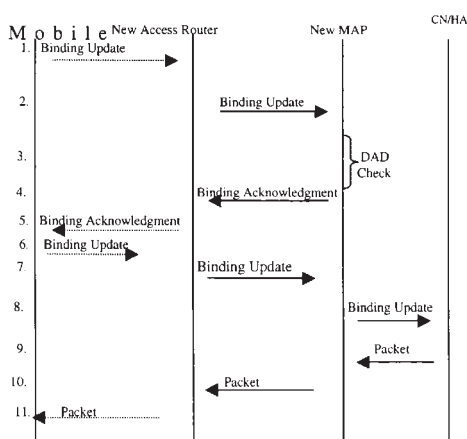 Mobile New Access Router New MAP CN/HA
1. Binding Update
2. Binding Update
3. DAD
Check
4. Binding Acknowledgment
5. Binding Acknowledgment
6. Binding Update
7. Binding Update
8. Binding Update
9. Packet
10. Packet
11. Packet